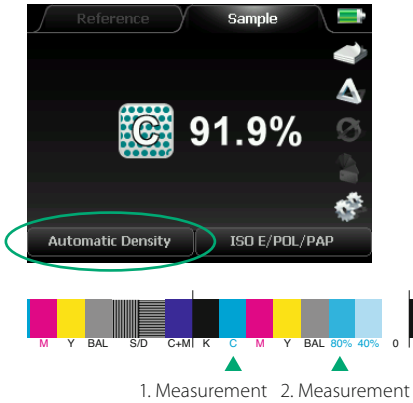 Reference Sample
C 91.9%
Automatic Density ISO E/POL/PAP
M Y BAL S/D C+M K C M Y BAL 80% 40% 0
1. Measurement 2. Measurement